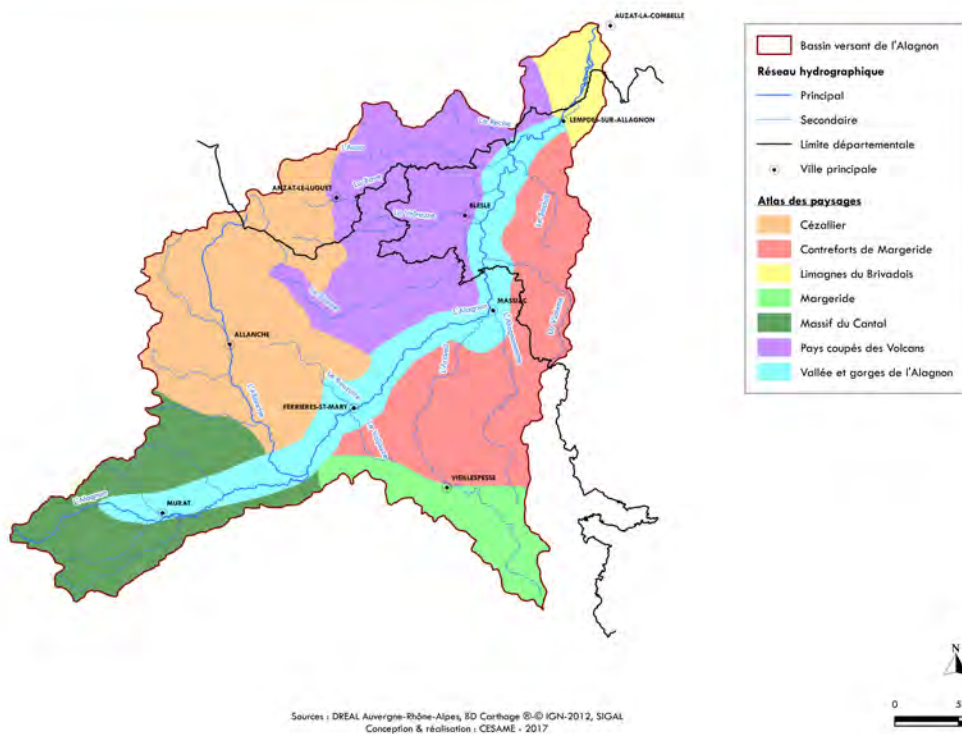 AUZAT-LA-COMBELLE
LEMPDES-SUR-ALLAGNON
ANZAT-LE-LUGUET
BLESLE
MASSIAC
L'Alagnon
ALLANCHE
L'Allanche
FERRIERES-ST-MARY
VIEILLESPESSE
L'Alagnon
MURAT
Bassin versant de l'Alagnon
Réseau hydrographique
Principal
Secondaire
Limite départementale
Ville principale
Atlas des paysages
Cézallier
Contreforts de Margeride
Limagnes du Brivadois
Margeride
Massif du Cantal
Pays coupés des Volcans
Vallée et gorges de l'Alagnon
N
0
Sources : DREAL Auvergne-Rhône-Alpes, BD Carthage ®-© IGN-2012, SIGAL
Conception & réalisation : CESAME - 2017